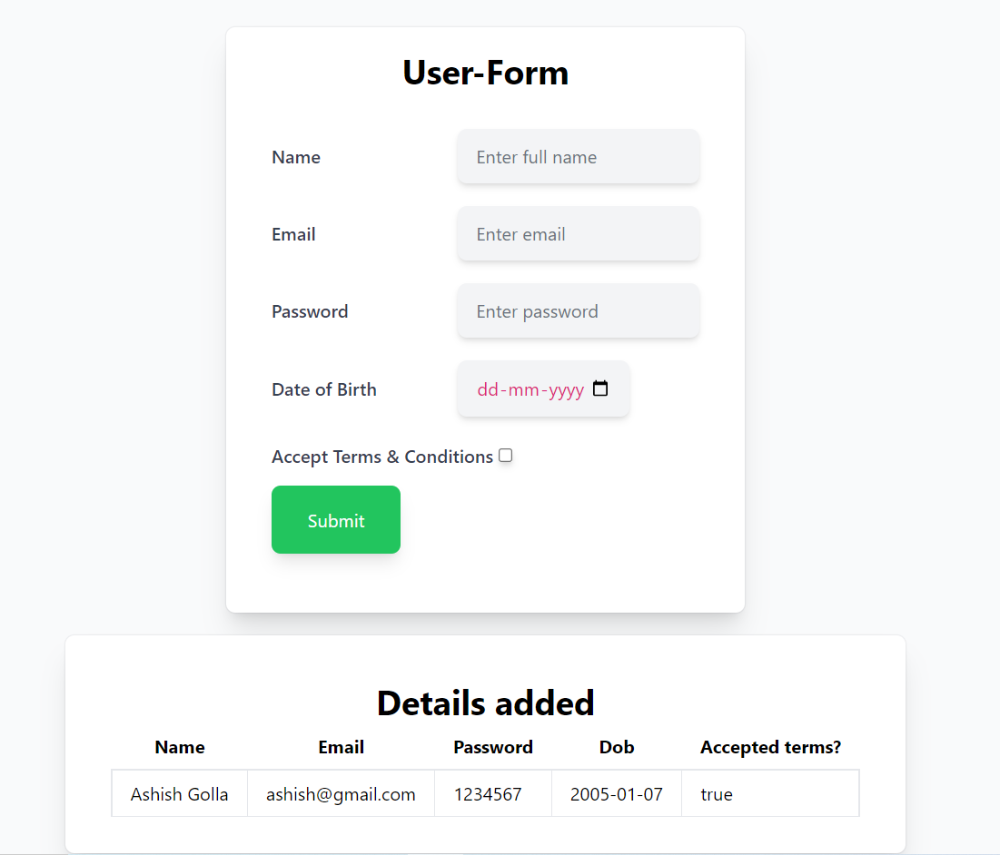 User-Form
Name Enter full name
Email Enter email
Password Enter password
Date of Birth dd-mm-yyyy
Accept Terms & Conditions
Submit
Details added
Name Email Password Dob Accepted terms?
Ashish Golla ashish@gmail.com 1234567 2005-01-07 true